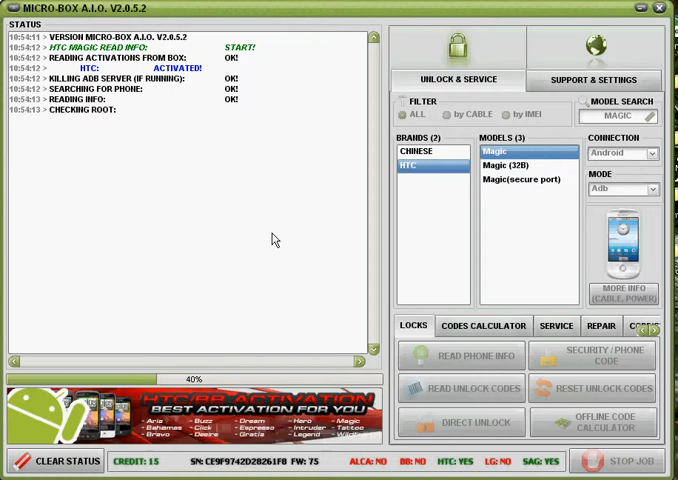 MICRO-BOX A.I.O. V2.0.5.2
STATUS
10:54:11 > VERSION MICRO-BOX A.I.O. V2.0.5.2
10:54:12 > HTC MAGIC READ INFO: START!
10:54:12 > READING ACTIVATIONS FROM BOX: OK!
10:54:12 > HTC: ACTIVATED!
10:54:12 > KILLING ADB SERVER (IF RUNNING): OK!
10:54:12 > SEARCHING FOR PHONE: OK!
10:54:13 > READING INFO: OK!
10:54:13 > CHECKING ROOT:
40%
HTC/BB ACTIVATION
BEST ACTIVATION FOR YOU
- Aria - Buzz - Dream - Hero - Magic
- Bahamas - Click - Espresso - Intruder - Tattoo
- Bravo - Desire - Gratia - Legend - Wildfire
CLEAR STATUS
CREDIT: 15
SN: CE9F9742D28261F8 FW: 75
ALCA: NO BB: NO HTC: YES LG: NO SAG: YES
UNLOCK & SERVICE
SUPPORT & SETTINGS
FILTER
ALL
by CABLE
by IMEI
MODEL SEARCH
MAGIC
BRANDS (2)
CHINESE
HTC
MODELS (3)
Magic
Magic (32B)
Magic(secure port)
CONNECTION
Android
MODE
Adb
MORE INFO
(CABLE, POWER)
LOCKS
CODES CALCULATOR
SERVICE
REPAIR
READ PHONE INFO
SECURITY / PHONE
CODE
READ UNLOCK CODES
RESET UNLOCK CODES
DIRECT UNLOCK
OFFLINE CODE
CALCULATOR
STOP JOB